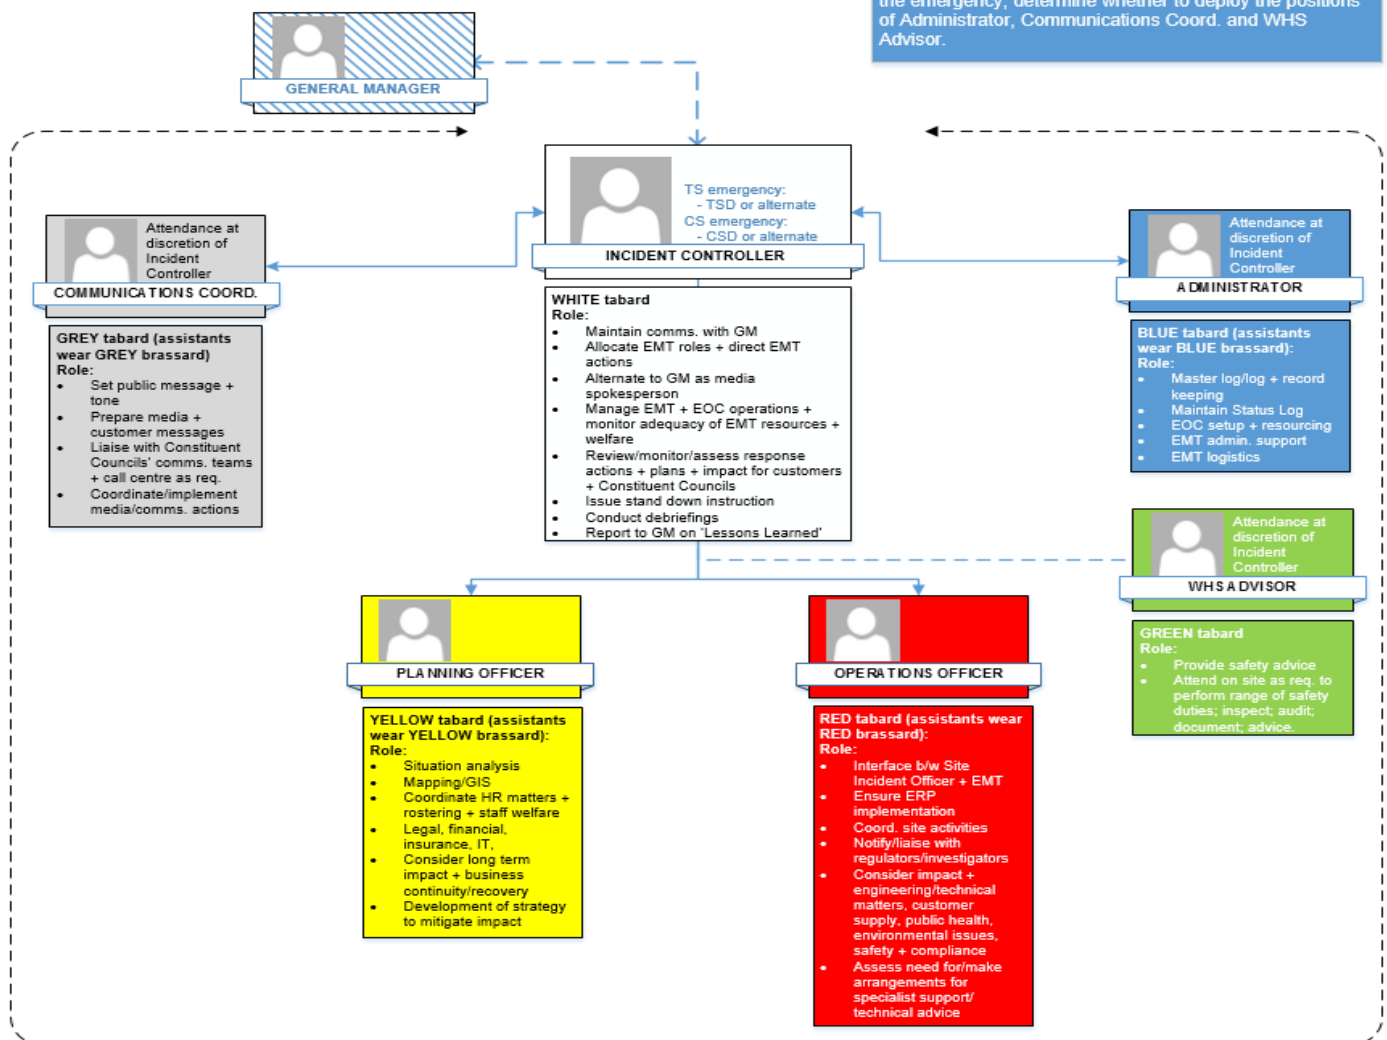 the emergency, determine whether to deploy the positions
of Administrator, Communications Coord. and WHS
Advisor.
GENERAL MANAGER
TS emergency:
- TSD or alternate
CS emergency:
- CSD or alternate
INCIDENT CONTROLLER
WHITE tabard
Role:
• Maintain comms. with GM
• Allocate EMT roles + direct EMT
actions
• Alternate to GM as media
spokesperson
• Manage EMT + EOC operations +
monitor adequacy of EMT resources +
welfare
• Review/monitor/assess response
actions + plans + impact for customers
+ Constituent Councils
• Issue stand down instruction
• Conduct debriefings
• Report to GM on 'Lessons Learned'
Attendance at
discretion of
Incident
Controller
COMMUNICATIONS COORD.
GREY tabard (assistants
wear GREY brassard)
Role:
• Set public message +
tone
• Prepare media +
customer messages
• Liaise with Constituent
Councils' comms. teams
+ call centre as req.
• Coordinate/implement
media/comms. actions
Attendance at
discretion of
Incident
Controller
ADMINISTRATOR
BLUE tabard (assistants
wear BLUE brassard):
Role:
• Master log/log + record
keeping
• Maintain Status Log
• EOC setup + resourcing
• EMT admin. support
• EMT logistics
Attendance at
discretion of
Incident
Controller
WHS ADVISOR
GREEN tabard
Role:
• Provide safety advice
• Attend on site as req. to
perform range of safety
duties; inspect; audit;
document; advice.
PLANNING OFFICER
YELLOW tabard (assistants
wear YELLOW brassard):
Role:
• Situation analysis
• Mapping/GIS
• Coordinate HR matters +
rostering + staff welfare
• Legal, financial,
insurance, IT,
• Consider long term
impact + business
continuity/recovery
• Development of strategy
to mitigate impact
OPERATIONS OFFICER
RED tabard (assistants wear
RED brassard):
Role:
• Interface b/w Site
Incident Officer + EMT
• Ensure ERP
implementation
• Coord. site activities
• Notify/liaise with
regulators/investigators
• Consider impact +
engineering/technical
matters, customer
supply, public health,
environmental issues,
safety + compliance
• Assess need for/make
arrangements for
specialist support/
technical advice